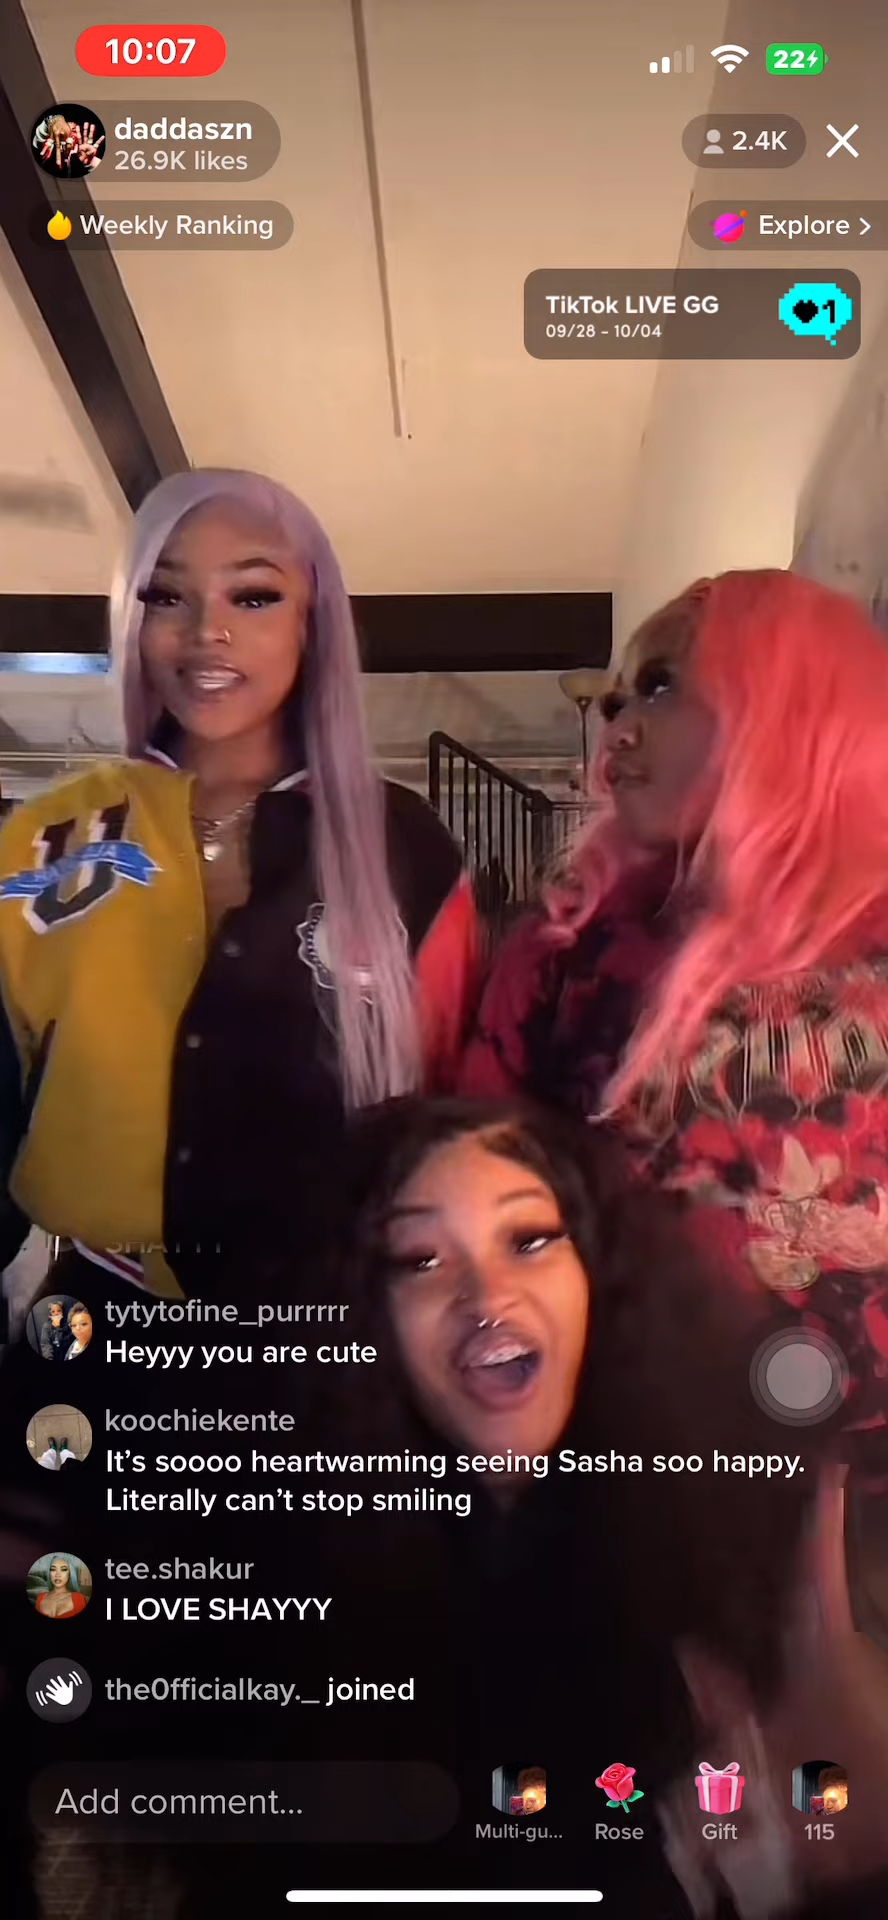 10:07
22
daddaszn
26.9K likes
2.4K
Weekly Ranking
Explore >
TikTok LIVE GG
09/28 - 10/04
1
U
SHAYYY
tytytofine_purrrrr
Heyyy you are cute
koochiekente
It's soooo heartwarming seeing Sasha soo happy.
Literally can't stop smiling
tee.shakur
I LOVE SHAYYY
the0fficialkay._ joined
Add comment...
Multi-gu...
Rose
Gift
115